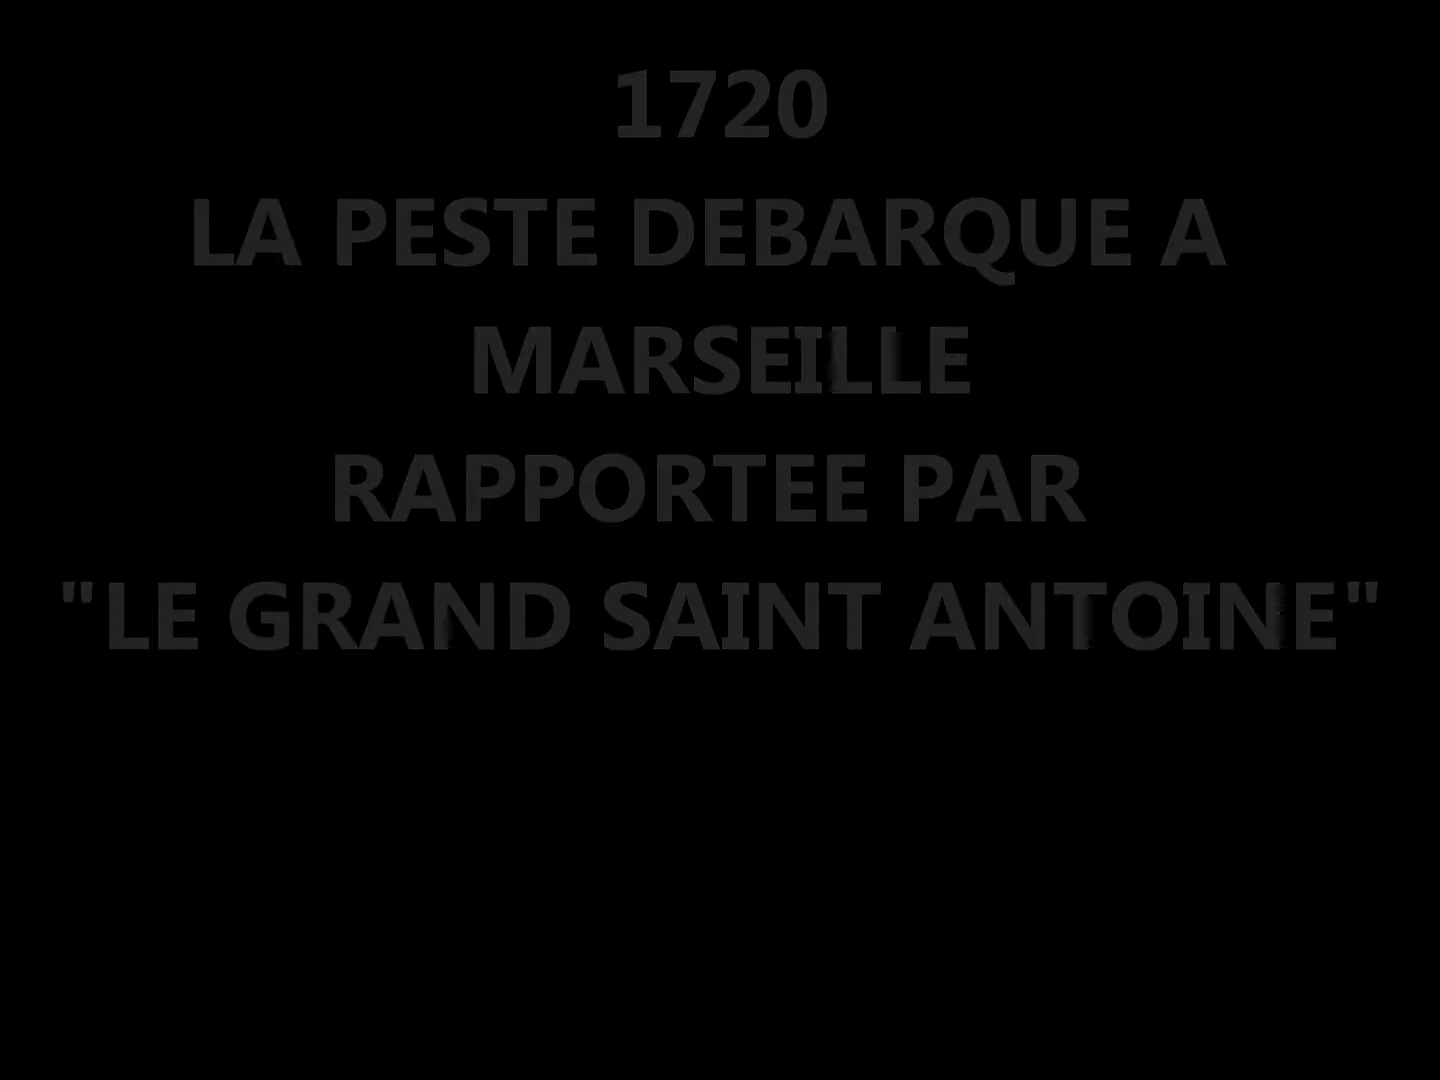 1720
LA PESTE DEBARQUE A
MARSEILLE
RAPPORTEE PAR
"LE GRAND SAINT ANTOINE"